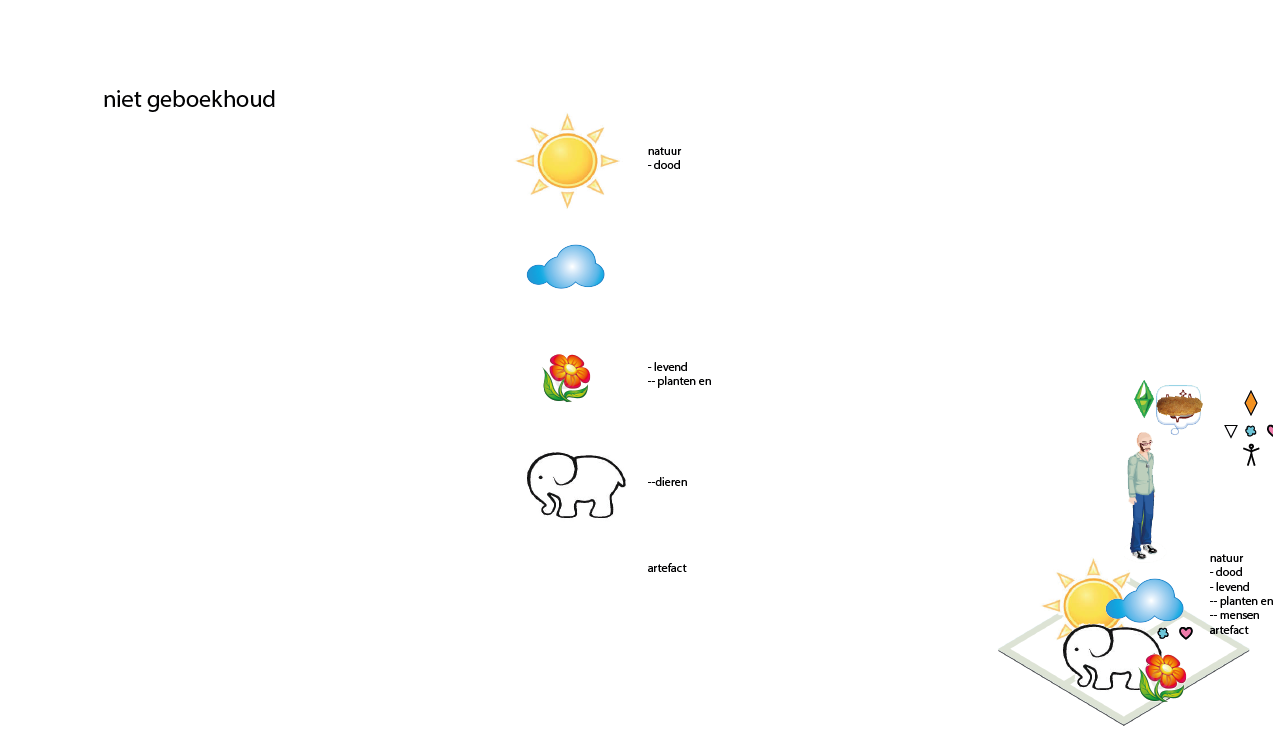 niet geboekhoud
natuur
- dood
- levend
-- planten en
--dieren
artefact
natuur
- dood
- levend
-- planten en
-- mensen
artefact